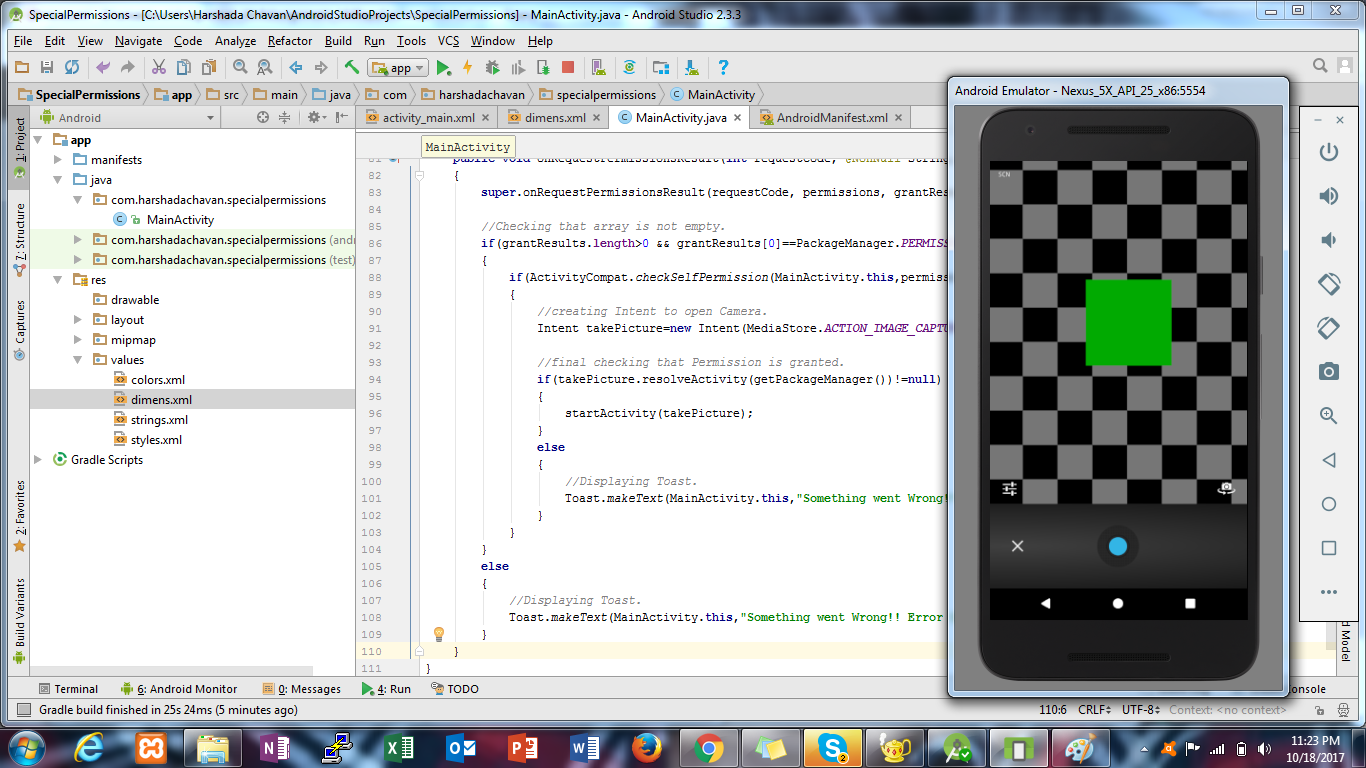 SpecialPermissions - [C:\Users\Harshada Chavan\AndroidStudioProjects\SpecialPermissions] - MainActivity.java - Android Studio 2.3.3
File Edit View Navigate Code Analyze Refactor Build Run Tools VCS Window Help
app
SpecialPermissions app src main java com harshadachavan specialpermissions MainActivity
Android
activity_main.xml dimens.xml MainActivity.java AndroidManifest.xml
MainActivity
1: Project
7: Structure
Captures
2: Favorites
Build Variants
app
manifests
java
com.harshadachavan.specialpermissions
MainActivity
com.harshadachavan.specialpermissions (and
com.harshadachavan.specialpermissions (test)
res
drawable
layout
mipmap
values
colors.xml
dimens.xml
strings.xml
styles.xml
Gradle Scripts
81 public void onRequestPermissionsResult(int requestCode, @NonNull String
82 {
83 super.onRequestPermissionsResult(requestCode, permissions, grantRes
84
85 //Checking that array is not empty.
86 if(grantResults.length>0 && grantResults[0]==PackageManager.PERMISS
87 {
88 if(ActivityCompat.checkSelfPermission(MainActivity.this,permiss
89 {
90 //creating Intent to open Camera.
91 Intent takePicture=new Intent(MediaStore.ACTION_IMAGE_CAPTU
92
93 //final checking that Permission is granted.
94 if(takePicture.resolveActivity(getPackageManager())!=null)
95 {
96 startActivity(takePicture);
97 }
98 else
99 {
100 //Displaying Toast.
101 Toast.makeText(MainActivity.this,"Something went Wrong!
102 }
103 }
104 }
105 else
106 {
107 //Displaying Toast.
108 Toast.makeText(MainActivity.this,"Something went Wrong!! Error
109 }
110 }
111 }
Android Emulator - Nexus_5X_API_25_x86:5554
SCN
d Model
Terminal 6: Android Monitor 0: Messages 4: Run TODO
onsole
Gradle build finished in 25s 24ms (5 minutes ago)
110:6 CRLF UTF-8 Context: <no context>
2
11:23 PM
10/18/2017